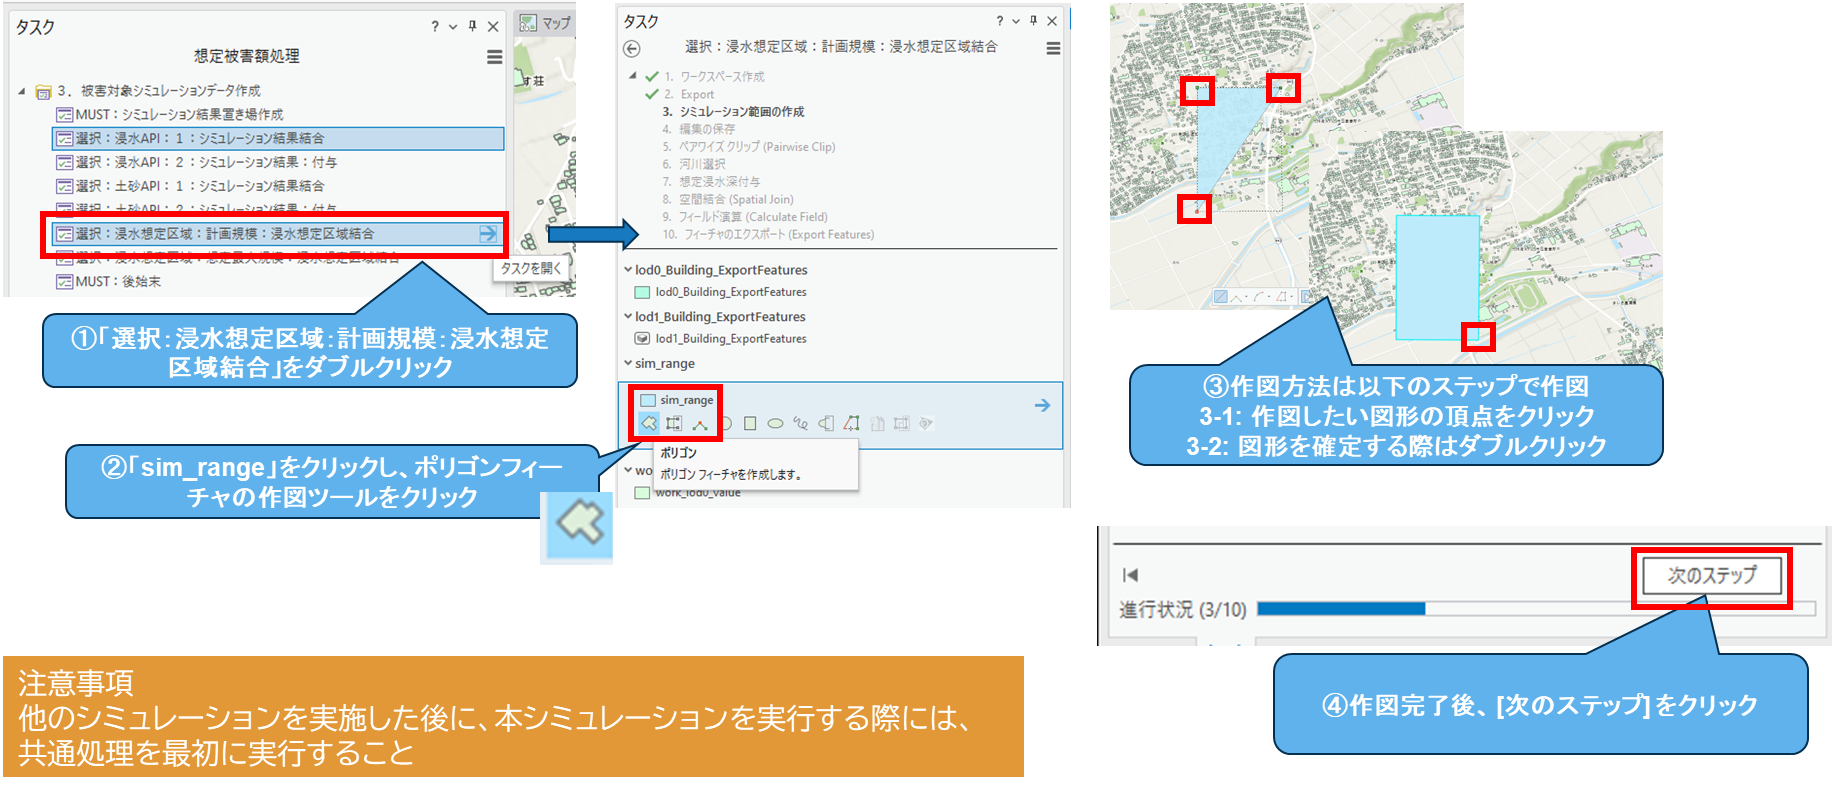 タスク
想定被害額処理
3．被害対象シミュレーションデータ作成
MUST：シミュレーション結果置き場作成
選択：浸水API：1：シミュレーション結果結合
選択：浸水API：2：シミュレーション結果：付与
選択：土砂API：1：シミュレーション結果結合
選択：土砂API：2：シミュレーション結果：付与
選択：浸水想定区域：計画規模：浸水想定区域結合
選択：浸水想定区域：想定最大規模：浸水想定区域結合
MUST：後始末
マップ
す荘
タスクを開く
①「選択：浸水想定区域：計画規模：浸水想定
区域結合」をダブルクリック
タスク
選択：浸水想定区域：計画規模：浸水想定区域結合
1. ワークスペース作成
2. Export
3. シミュレーション範囲の作成
4. 編集の保存
5. ペアワイズ クリップ (Pairwise Clip)
6. 河川選択
7. 想定浸水深付与
8. 空間結合 (Spatial Join)
9. フィールド演算 (Calculate Field)
10. フィーチャのエクスポート (Export Features)
lod0_Building_ExportFeatures
lod0_Building_ExportFeatures
lod1_Building_ExportFeatures
lod1_Building_ExportFeatures
sim_range
sim_range
ポリゴン
ポリゴン フィーチャを作成します。
wo
work_lod0_value
②「sim_range」をクリックし、ポリゴンフィー
チャの作図ツールをクリック
③作図方法は以下のステップで作図
3-1: 作図したい図形の頂点をクリック
3-2: 図形を確定する際はダブルクリック
次のステップ
進行状況 (3/10)
④作図完了後、[次のステップ]をクリック
注意事項
他のシミュレーションを実施した後に、本シミュレーションを実行する際には、
共通処理を最初に実行すること